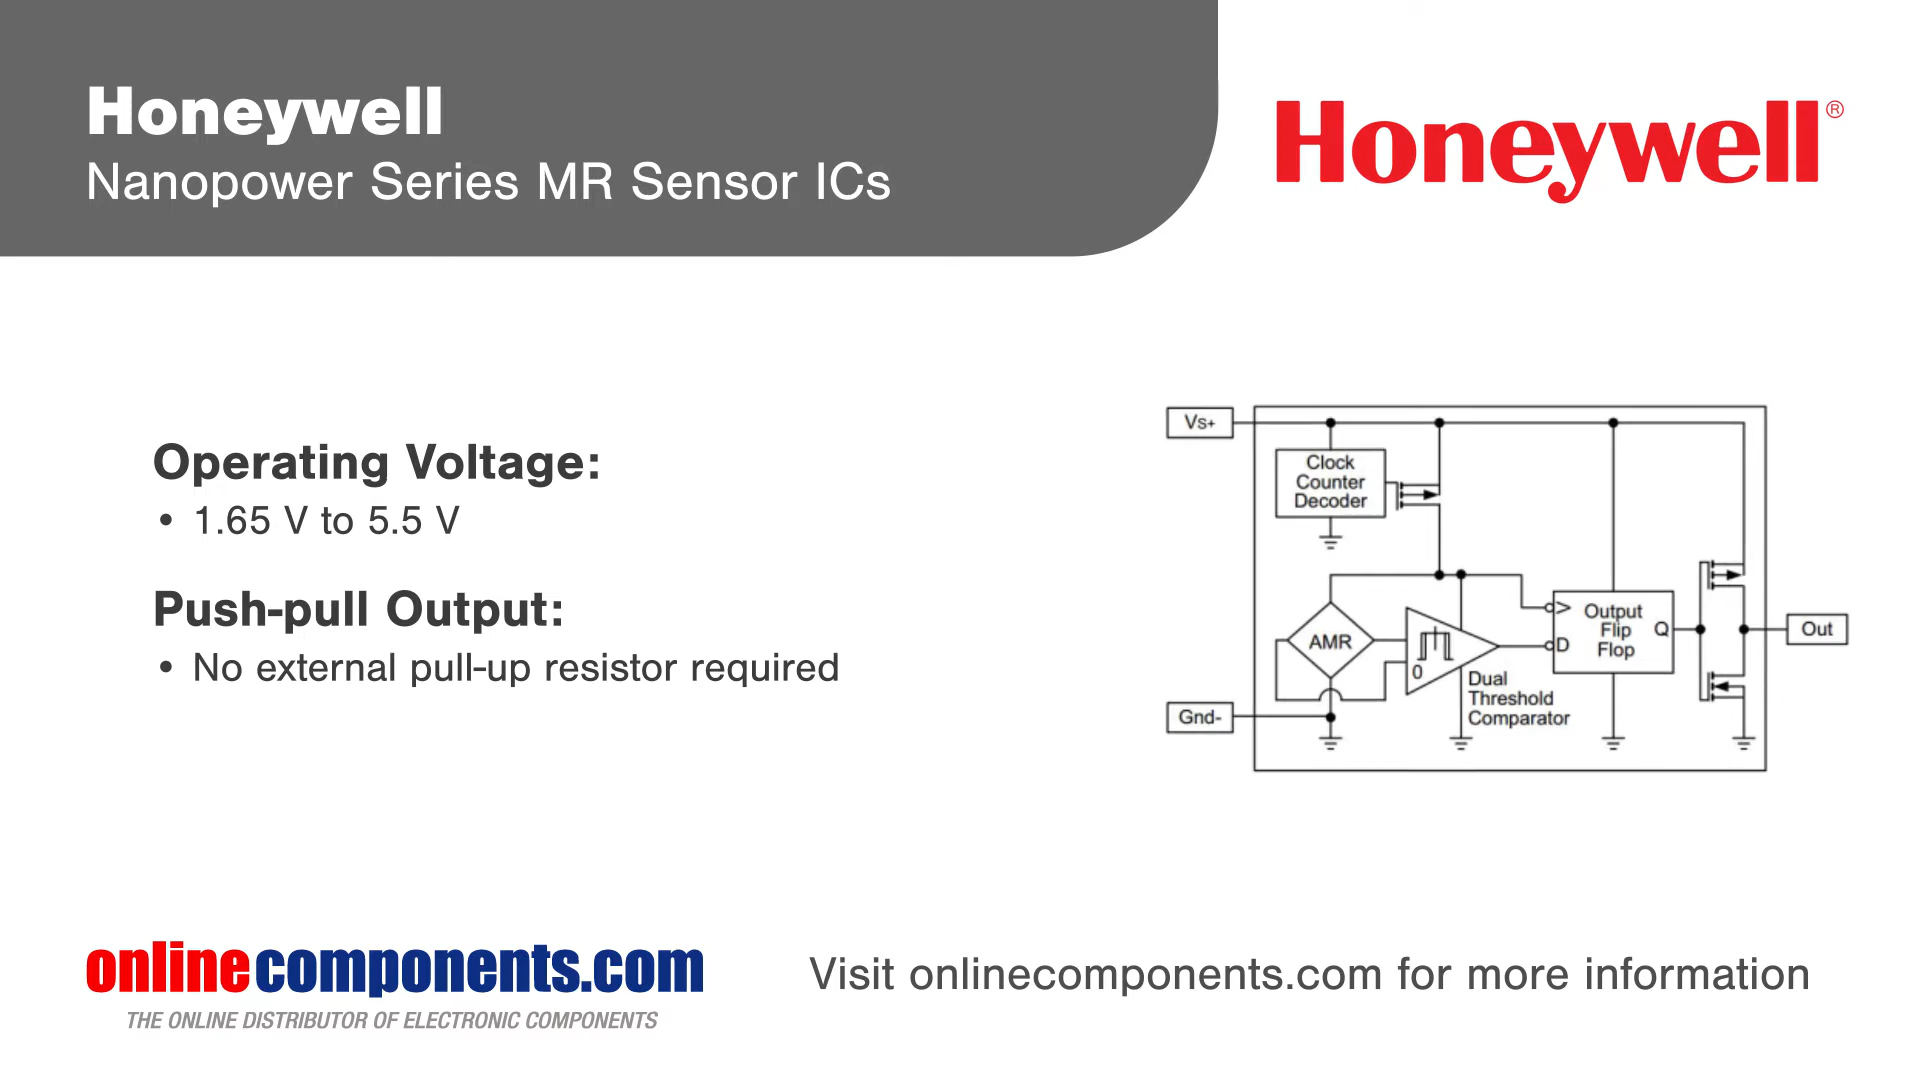 Honeywell
Nanopower Series MR Sensor ICs
Honeywell®
Operating Voltage:
• 1.65 V to 5.5 V
Push-pull Output:
• No external pull-up resistor required
Vs+
Clock
Counter
Decoder
AMR
0
Dual
Threshold
Comparator
>
D
Output
Flip
Flop
Q
Out
Gnd-
onlinecomponents.com
THE ONLINE DISTRIBUTOR OF ELECTRONIC COMPONENTS
Visit onlinecomponents.com for more information